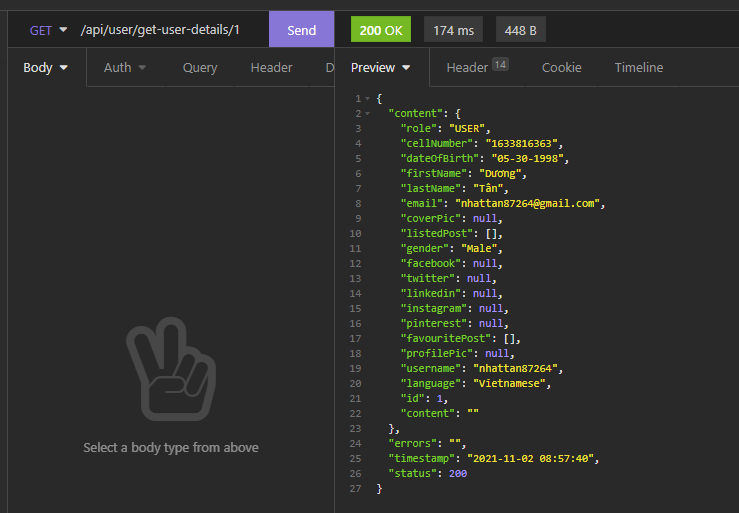 GET /api/user/get-user-details/1 Send 200 OK 174 ms 448 B
Body Auth Query Header D Preview Header 14 Cookie Timeline
1 {
2 "content": {
3 "role": "USER",
4 "cellNumber": "1633816363",
5 "dateOfBirth": "05-30-1998",
6 "firstName": "Dương",
7 "lastName": "Tân",
8 "email": "nhattan87264@gmail.com",
9 "coverPic": null,
10 "listedPost": [],
11 "gender": "Male",
12 "facebook": null,
13 "twitter": null,
14 "linkedin": null,
15 "instagram": null,
16 "pinterest": null,
17 "favouritePost": [],
18 "profilePic": null,
19 "username": "nhattan87264",
20 "language": "Vietnamese",
21 "id": 1,
22 "content": ""
23 },
24 "errors": "",
25 "timestamp": "2021-11-02 08:57:40",
26 "status": 200
27 }
Select a body type from above